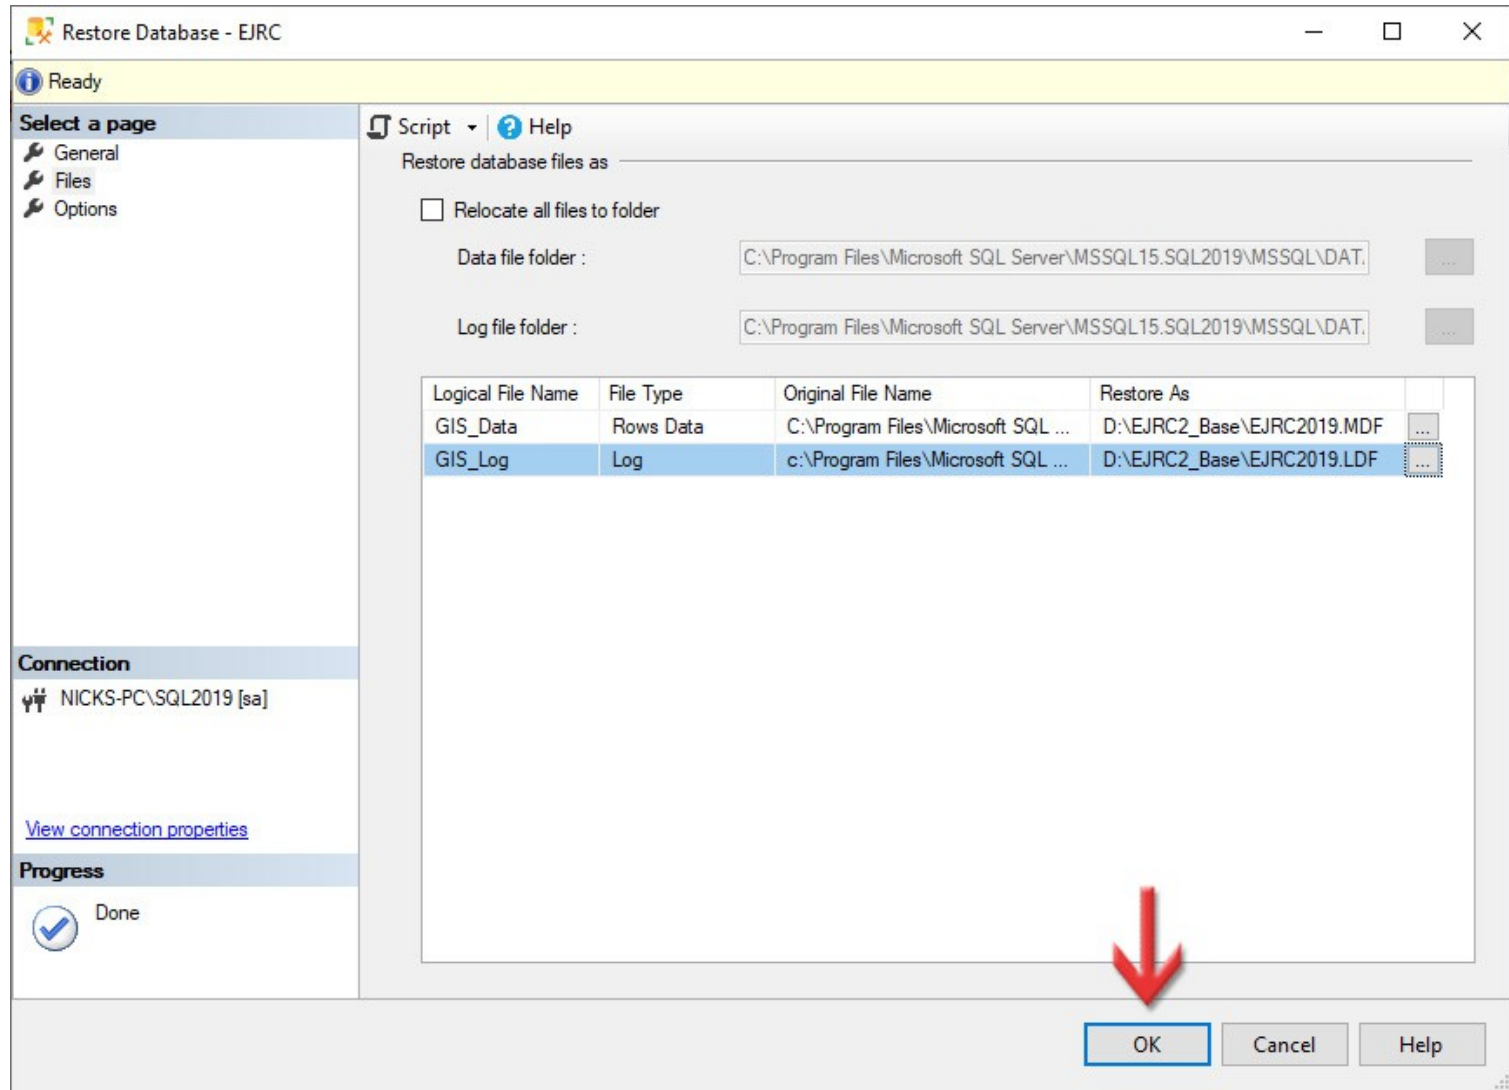 Restore Database - EJRC
Ready
Select a page
General
Files
Options
Script Help
Restore database files as
Relocate all files to folder
Data file folder : C:\Program Files\Microsoft SQL Server\MSSQL15.SQL2019\MSSQL\DAT. ...
Log file folder : C:\Program Files\Microsoft SQL Server\MSSQL15.SQL2019\MSSQL\DAT. ...
Logical File Name File Type Original File Name Restore As
GIS_Data Rows Data C:\Program Files\Microsoft SQL ... D:\EJRC2_Base\EJRC2019.MDF ...
GIS_Log Log c:\Program Files\Microsoft SQL ... D:\EJRC2_Base\EJRC2019.LDF ...
Connection
NICKS-PC\SQL2019 [sa]
View connection properties
Progress
Done
OK Cancel Help